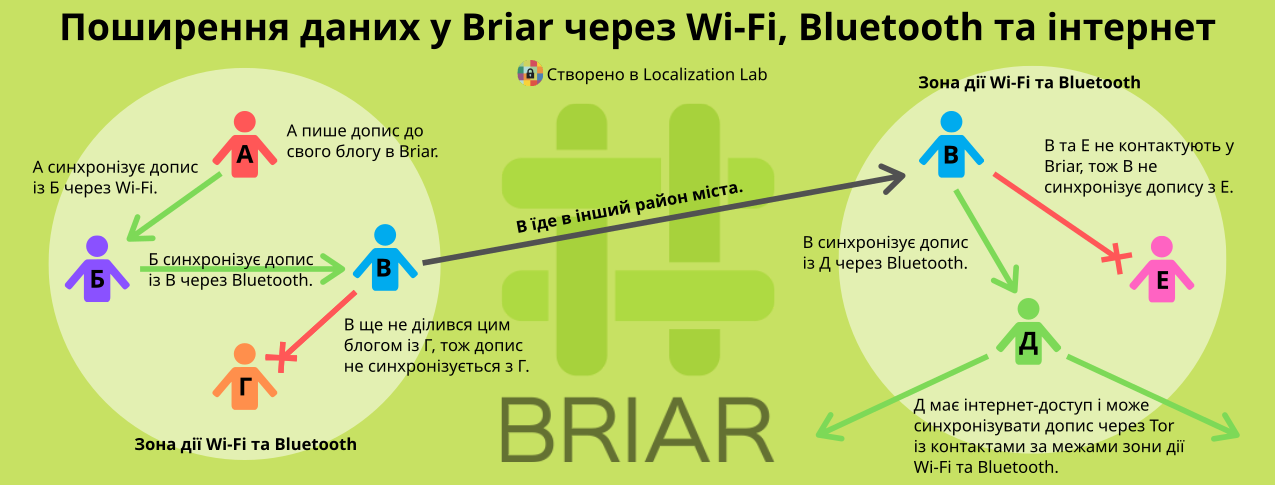 Поширення даних у Briar через Wi-Fi, Bluetooth та інтернет
Створено в Localization Lab
А
А пише допис до
свого блогу в Briar.
А синхронізує допис
із Б через Wi-Fi.
Б
Б синхронізує допис
із В через Bluetooth.
В
В ще не ділився цим
блогом із Г, тож допис
не синхронізується з Г.
Г
Зона дії Wi-Fi та Bluetooth
В їде в інший район міста.
BRIAR
Зона дії Wi-Fi та Bluetooth
В
В та Е не контактують у
Briar, тож В не
синхронізує допису з Е.
Е
В синхронізує допис
із Д через Bluetooth.
Д
Д має інтернет-доступ і може
синхронізувати допис через Tor
із контактами за межами зони дії
Wi-Fi та Bluetooth.